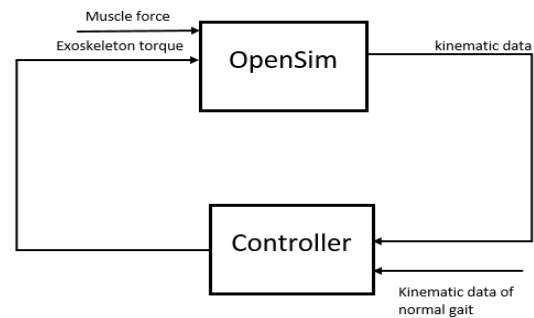 Muscle force
Exoskeleton torque
OpenSim
kinematic data
Controller
Kinematic data of
normal gait